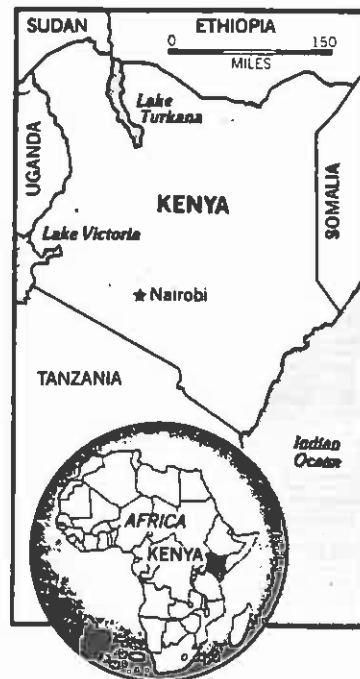 SUDAN
ETHIOPIA
0 150
MILES
Lake
Turkana
UGANDA
KENYA
SOMALIA
Lake Victoria
★ Nairobi
TANZANIA
Indian
Ocean
AFRICA
KENYA